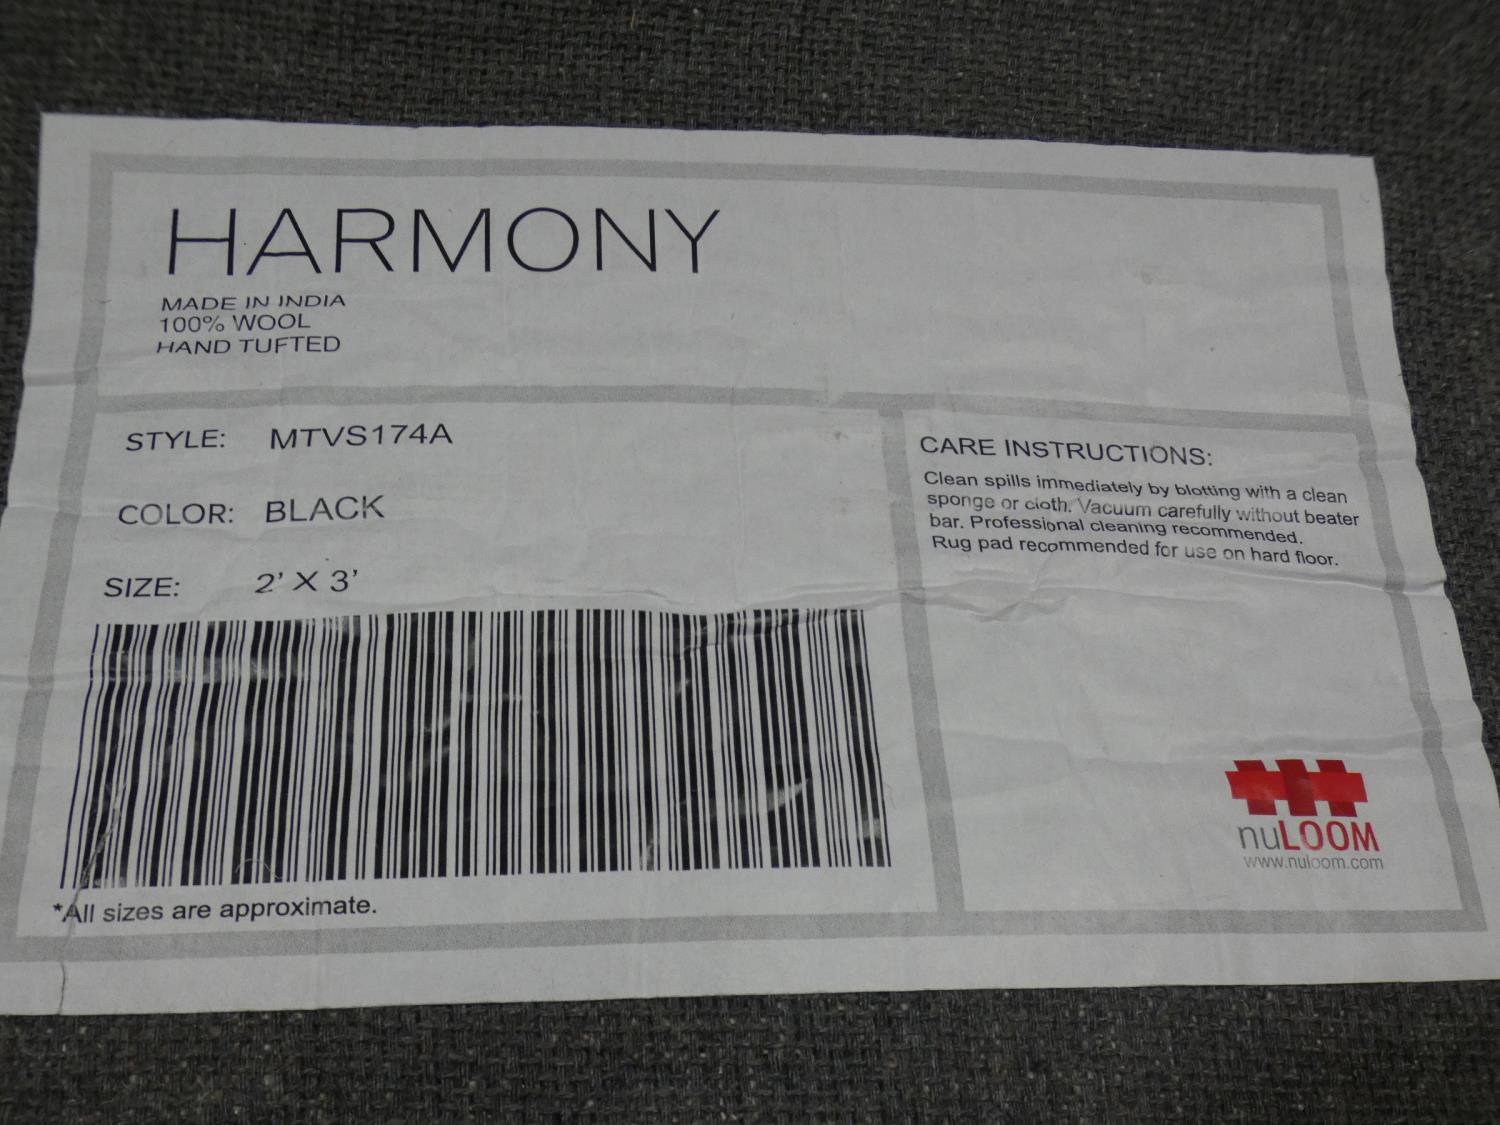 HARMONY
MADE IN INDIA
100% WOOL
HAND TUFTED
STYLE: MTVS174A
COLOR: BLACK
SIZE: 2' X 3'
*All sizes are approximate.
CARE INSTRUCTIONS:
Clean spills immediately by blotting with a clean
sponge or cloth. Vacuum carefully without beater
bar. Professional cleaning recommended.
Rug pad recommended for use on hard floor.
nuLOOM
www.nuloom.com